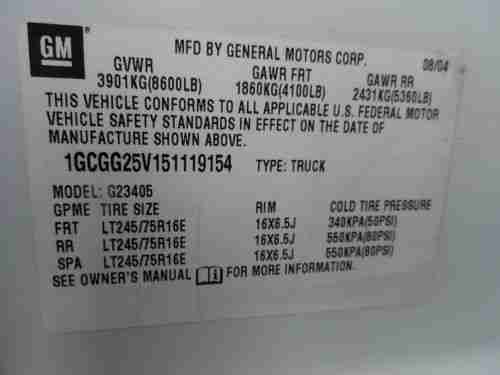 GM
MFD BY GENERAL MOTORS CORP. 08/04
GVWR GAWR FRT GAWR RR
3901KG(8600LB) 1860KG(4100LB) 2431KG(5360LB)
THIS VEHICLE CONFORMS TO ALL APPLICABLE U.S. FEDERAL MOTOR
VEHICLE SAFETY STANDARDS IN EFFECT ON THE DATE OF
MANUFACTURE SHOWN ABOVE.
1GCGG25V151119154 TYPE: TRUCK
MODEL: G23405
GPME TIRE SIZE RIM COLD TIRE PRESSURE
FRT LT245/75R16E 16X6.5J 340KPA(50PSI)
RR LT245/75R16E 16X6.5J 550KPA(80PSI)
SPA LT245/75R16E 16X6.5J 550KPA(80PSI)
SEE OWNER'S MANUAL FOR MORE INFORMATION.